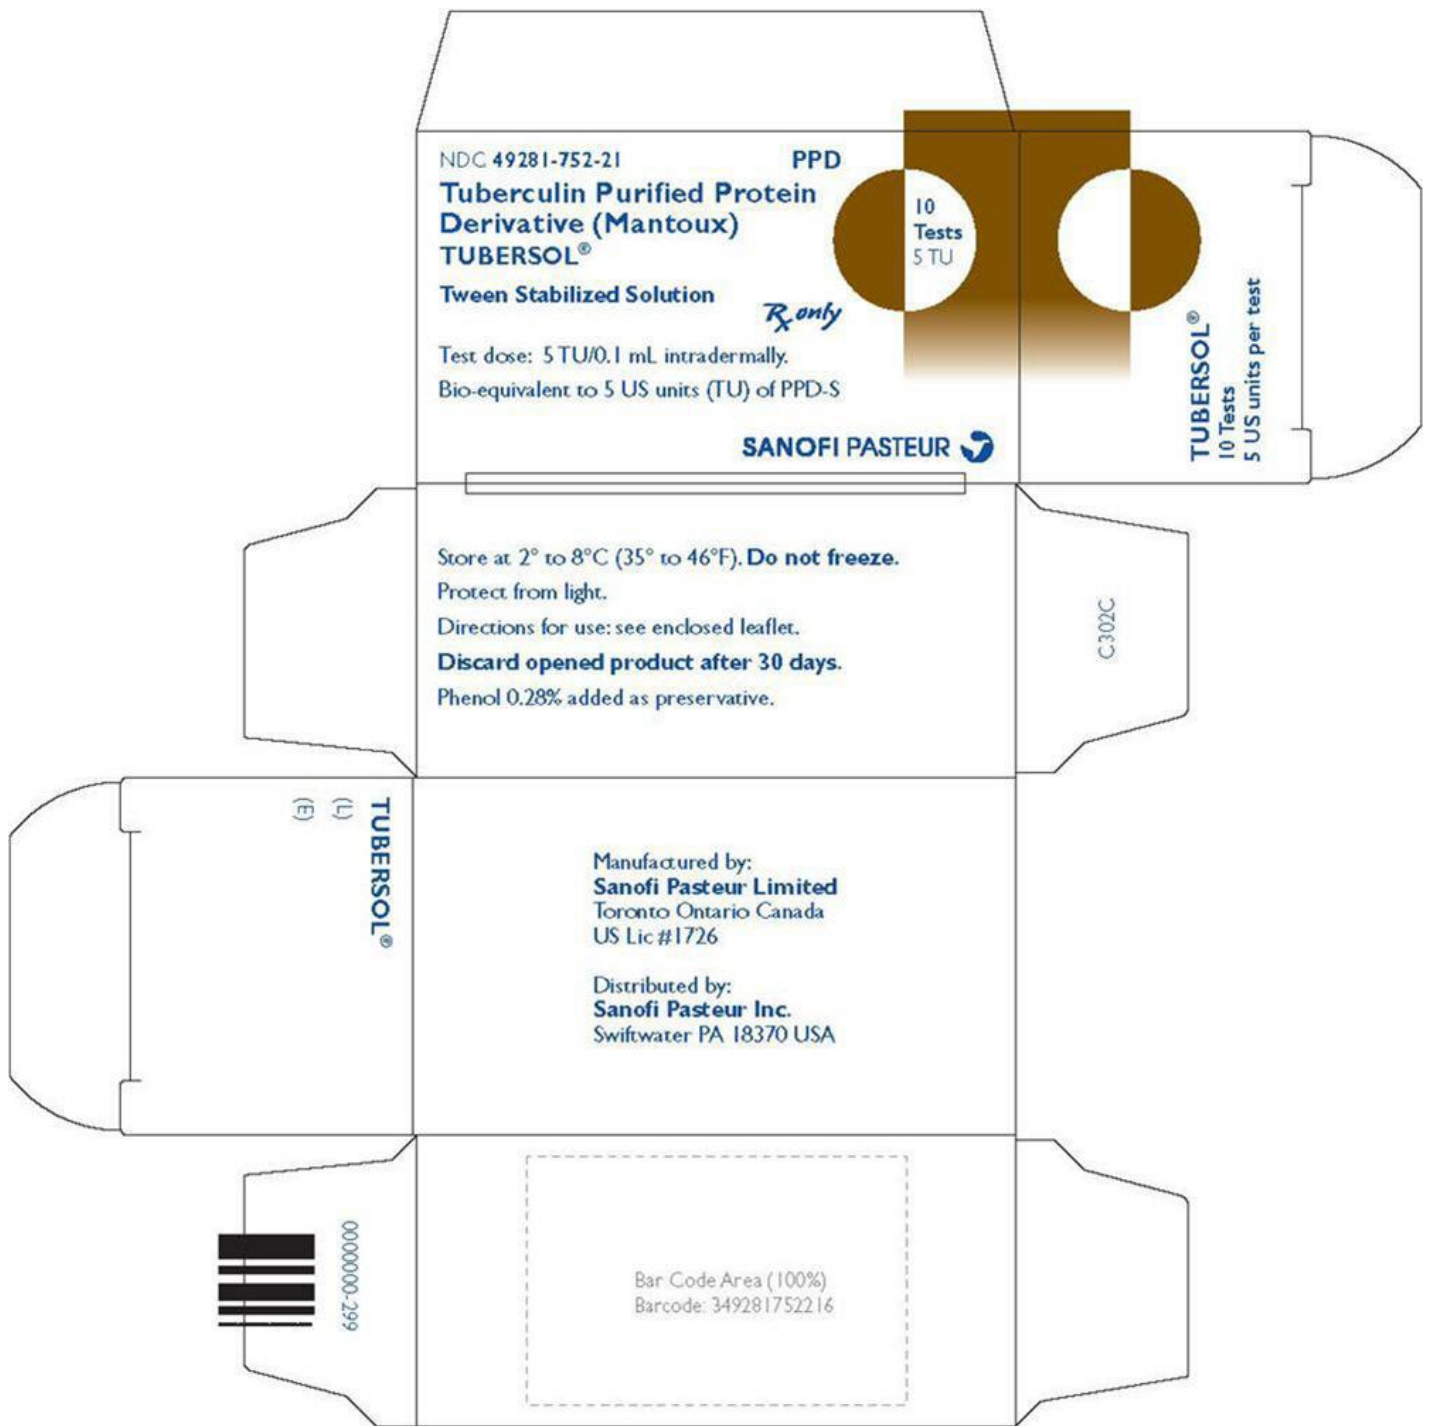 NDC 49281-752-21
PPD
Tuberculin Purified Protein
Derivative (Mantoux)
TUBERSOL®
Tween Stabilized Solution
Rx only
Test dose: 5 TU/0.1 mL intradermally.
Bio-equivalent to 5 US units (TU) of PPD-S
SANOFI PASTEUR
10
Tests
5 TU
TUBERSOL®
10 Tests
5 US units per test
Store at 2° to 8°C (35° to 46°F). Do not freeze.
Protect from light.
Directions for use: see enclosed leaflet.
Discard opened product after 30 days.
Phenol 0.28% added as preservative.
C302C
TUBERSOL®
(L)
(E)
Manufactured by:
Sanofi Pasteur Limited
Toronto Ontario Canada
US Lic #1726
Distributed by:
Sanofi Pasteur Inc.
Swiftwater PA 18370 USA
0000000-299
Bar Code Area (100%)
Barcode: 349281752216